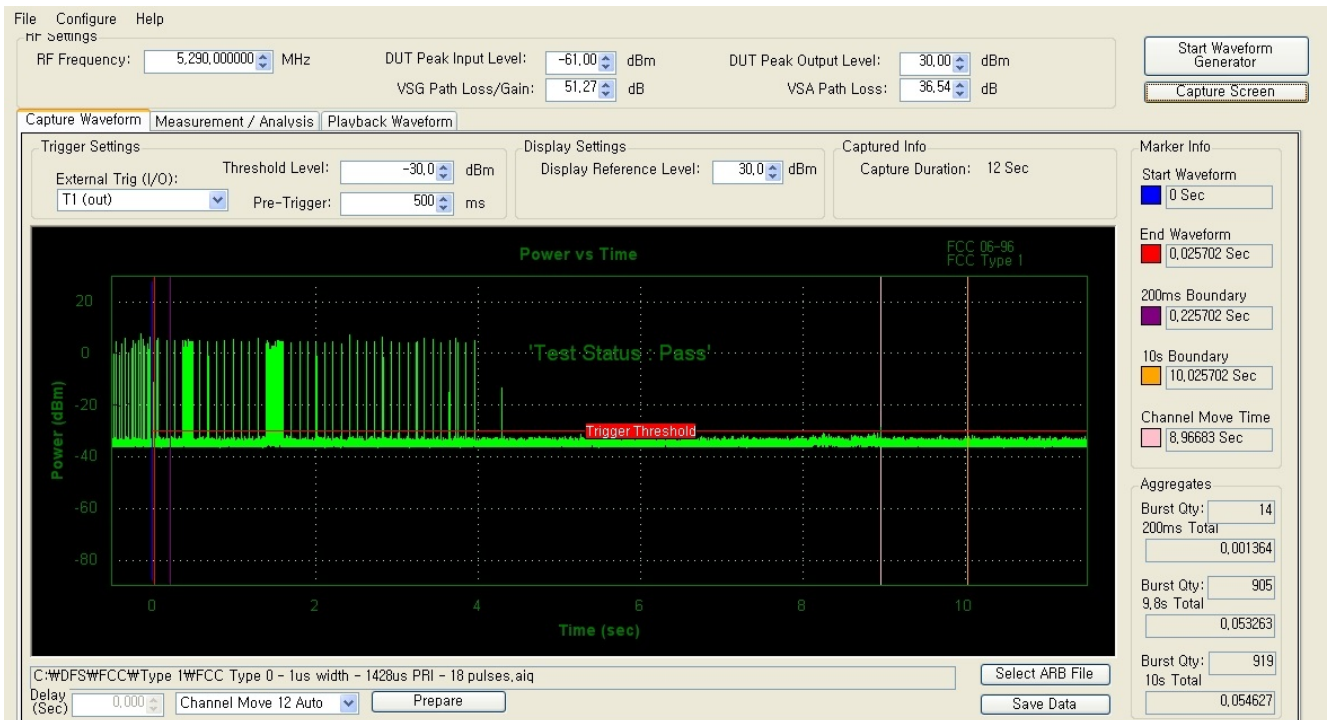 File Configure Help
RF Settings
RF Frequency: 5,290,000000 MHz
DUT Peak Input Level: -61,00 dBm
DUT Peak Output Level: 30,00 dBm
VSG Path Loss/Gain: 51,27 dB
VSA Path Loss: 36,54 dB
Start Waveform
Generator
Capture Screen
Capture Waveform Measurement / Analysis Playback Waveform
Trigger Settings
External Trig (I/O):
T1 (out)
Threshold Level: -30,0 dBm
Pre-Trigger: 500 ms
Display Settings
Display Reference Level: 30,0 dBm
Captured Info
Capture Duration: 12 Sec
Power vs Time
FCC 06-96
FCC Type 1
'Test Status : Pass'
Trigger Threshold
Power (dBm)
20
0
-20
-40
-60
-80
0 2 4 6 8 10
Time (sec)
Marker Info
Start Waveform
0 Sec
End Waveform
0,025702 Sec
200ms Boundary
0,225702 Sec
10s Boundary
10,025702 Sec
Channel Move Time
8,96683 Sec
Aggregates
Burst Qty: 14
200ms Total
0,001364
Burst Qty: 905
9,8s Total
0,053263
Burst Qty: 919
10s Total
0,054627
C:₩DFS₩FCC₩Type 1₩FCC Type 0 - 1us width - 1428us PRI - 18 pulses,aiq
Select ARB File
Delay
(Sec) 0,000
Channel Move 12 Auto
Prepare
Save Data